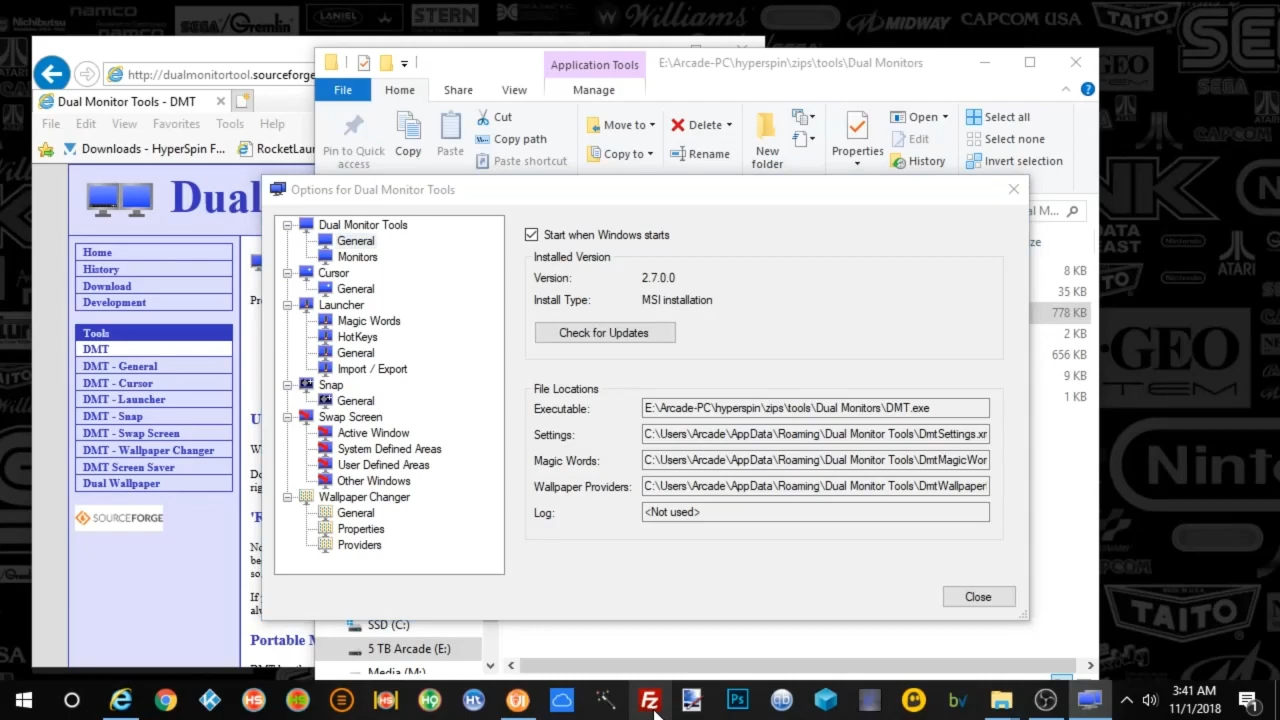 Nichibutsu
namco
SEGA/Gremlin
LANIEL
STERN
Williams
MIDWAY
CAPCOM USA
TAITO
http://dualmonitortool.sourceforge
Dual Monitor Tools - DMT
File Edit View Favorites Tools Help
Downloads - HyperSpin F... RocketLau
Application Tools
E:\Arcade-PC\hyperspin\zips\tools\Dual Monitors
File Home Share View Manage
Pin to Quick access
Copy
Paste
Cut
Copy path
Paste shortcut
Move to
Copy to
Delete
Rename
New folder
Properties
Open
Edit
History
Select all
Select none
Invert selection
Dual
Home
History
Download
Development
Tools
DMT
DMT - General
DMT - Cursor
DMT - Launcher
DMT - Snap
DMT - Swap Screen
DMT - Wallpaper Changer
DMT Screen Saver
Dual Wallpaper
SOURCEFORGE
Portable M
Options for Dual Monitor Tools
Dual Monitor Tools
General
Monitors
Cursor
General
Launcher
Magic Words
HotKeys
General
Import / Export
Snap
General
Swap Screen
Active Window
System Defined Areas
User Defined Areas
Other Windows
Wallpaper Changer
General
Properties
Providers
Start when Windows starts
Installed Version
Version: 2.7.0.0
Install Type: MSI installation
Check for Updates
File Locations
Executable: E:\Arcade-PC\hyperspin\zips\tools\Dual Monitors\DMT.exe
Settings: C:\Users\Arcade\AppData\Roaming\Dual Monitor Tools\DmtSettings.xr
Magic Words: C:\Users\Arcade\AppData\Roaming\Dual Monitor Tools\DmtMagicWor
Wallpaper Providers: C:\Users\Arcade\AppData\Roaming\Dual Monitor Tools\DmtWallpaper
Log: <Not used>
Close
al M...
ze
8 KB
35 KB
778 KB
2 KB
656 KB
9 KB
1 KB
SSD (C:)
5 TB Arcade (E:)
Media (M:)
ATARI
SEGA
CAPCOM
Nintendo
DATA EAST
TAITO
3:41 AM
11/1/2018